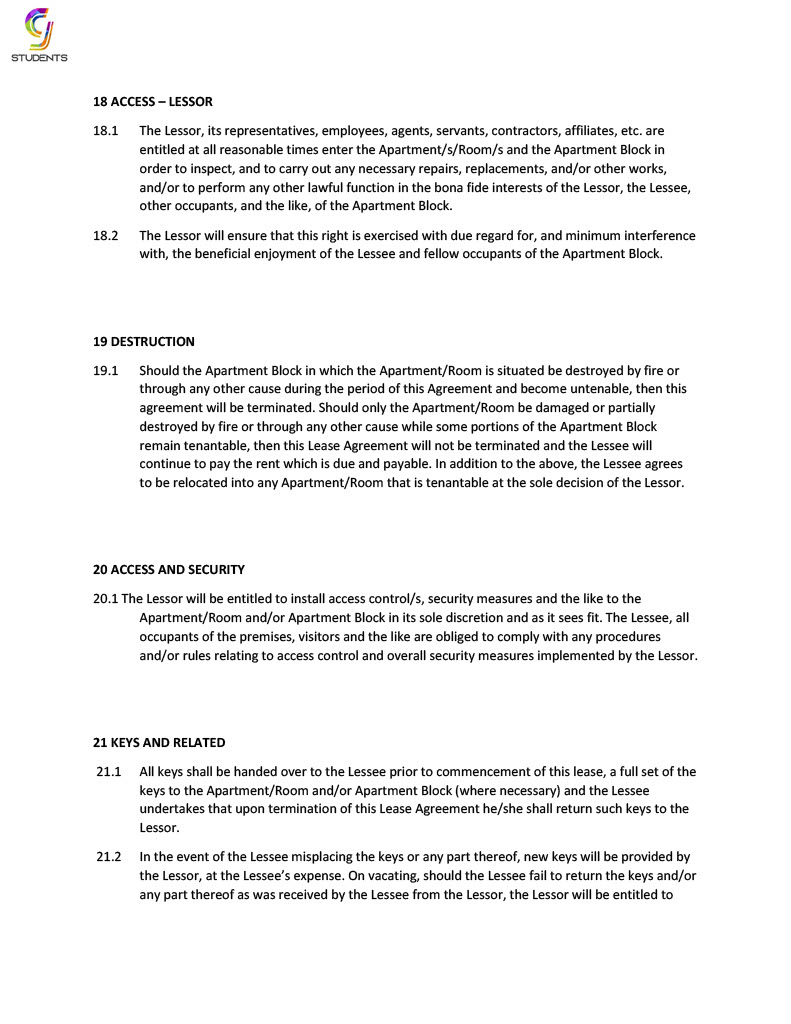 STUDENTS
18 ACCESS – LESSOR
18.1 The Lessor, its representatives, employees, agents, servants, contractors, affiliates, etc. are
entitled at all reasonable times enter the Apartment/s/Room/s and the Apartment Block in
order to inspect, and to carry out any necessary repairs, replacements, and/or other works,
and/or to perform any other lawful function in the bona fide interests of the Lessor, the Lessee,
other occupants, and the like, of the Apartment Block.
18.2 The Lessor will ensure that this right is exercised with due regard for, and minimum interference
with, the beneficial enjoyment of the Lessee and fellow occupants of the Apartment Block.
19 DESTRUCTION
19.1 Should the Apartment Block in which the Apartment/Room is situated be destroyed by fire or
through any other cause during the period of this Agreement and become untenable, then this
agreement will be terminated. Should only the Apartment/Room be damaged or partially
destroyed by fire or through any other cause while some portions of the Apartment Block
remain tenantable, then this Lease Agreement will not be terminated and the Lessee will
continue to pay the rent which is due and payable. In addition to the above, the Lessee agrees
to be relocated into any Apartment/Room that is tenantable at the sole decision of the Lessor.
20 ACCESS AND SECURITY
20.1 The Lessor will be entitled to install access control/s, security measures and the like to the
Apartment/Room and/or Apartment Block in its sole discretion and as it sees fit. The Lessee, all
occupants of the premises, visitors and the like are obliged to comply with any procedures
and/or rules relating to access control and overall security measures implemented by the Lessor.
21 KEYS AND RELATED
21.1 All keys shall be handed over to the Lessee prior to commencement of this lease, a full set of the
keys to the Apartment/Room and/or Apartment Block (where necessary) and the Lessee
undertakes that upon termination of this Lease Agreement he/she shall return such keys to the
Lessor.
21.2 In the event of the Lessee misplacing the keys or any part thereof, new keys will be provided by
the Lessor, at the Lessee’s expense. On vacating, should the Lessee fail to return the keys and/or
any part thereof as was received by the Lessee from the Lessor, the Lessor will be entitled to